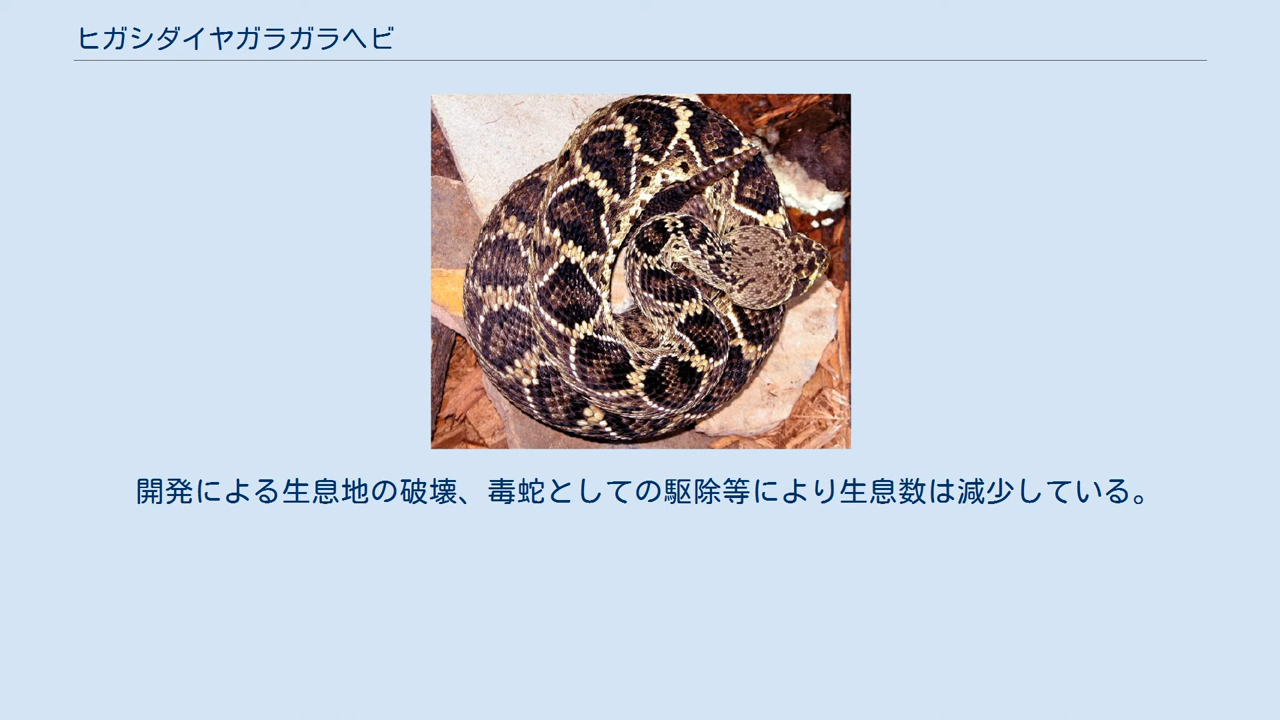 ヒガシダイヤガラガラヘビ
開発による生息地の破壊、毒蛇としての駆除等により生息数は減少している。